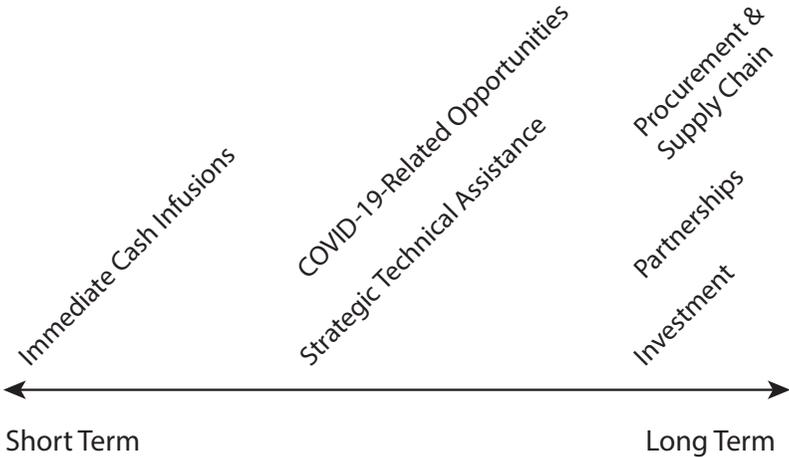 Immediate Cash Infusions
COVID-19-Related Opportunities
Strategic Technical Assistance
Procurement &
Supply Chain
Partnerships
Investment
Short Term
Long Term